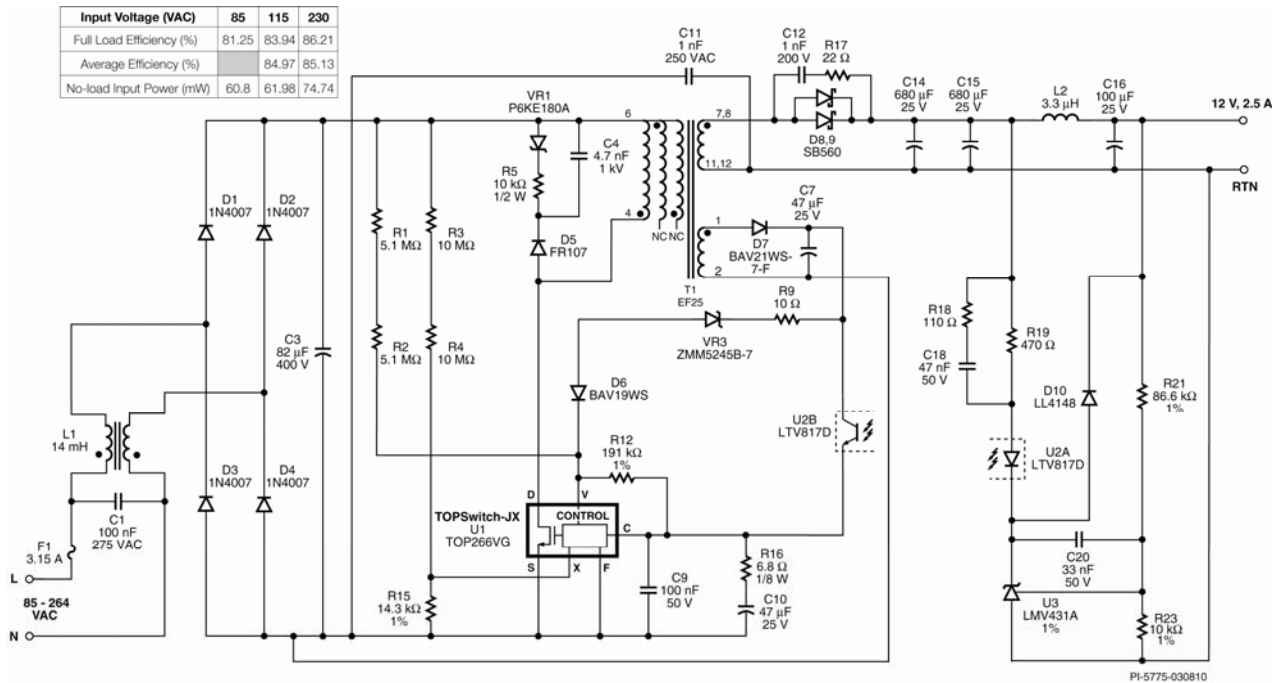 Input Voltage (VAC) 85 115 230
Full Load Efficiency (%) 81.25 83.94 86.21
Average Efficiency (%) 84.97 85.13
No-load Input Power (mW) 60.8 61.98 74.74
C11
1 nF
250 VAC
C12
1 nF
200 V
R17
22 Ω
D8,9
SB560
C14
680 µF
25 V
C15
680 µF
25 V
L2
3.3 µH
C16
100 µF
25 V
12 V, 2.5 A
RTN
VR1
P6KE180A
C4
4.7 nF
1 kV
R5
10 kΩ
1/2 W
D5
FR107
6
4
NC NC
7,8
11,12
1
2
T1
EF25
D7
BAV21WS-
7-F
C7
47 µF
25 V
D1
1N4007
D2
1N4007
R1
5.1 MΩ
R3
10 MΩ
R2
5.1 MΩ
R4
10 MΩ
C3
82 µF
400 V
R9
10 Ω
VR3
ZMM5245B-7
D6
BAV19WS
R18
110 Ω
C18
47 nF
50 V
R19
470 Ω
D10
LL4148
R21
86.6 kΩ
1%
U2B
LTV817D
U2A
LTV817D
L1
14 mH
D3
1N4007
D4
1N4007
C1
100 nF
275 VAC
F1
3.15 A
L
85 - 264
VAC
N
R12
191 kΩ
1%
D
V
CONTROL
C
S
X
F
TOPSwitch-JX
U1
TOP266VG
R15
14.3 kΩ
1%
C9
100 nF
50 V
R16
6.8 Ω
1/8 W
C10
47 µF
25 V
C20
33 nF
50 V
U3
LMV431A
1%
R23
10 kΩ
1%
PI-5775-030810